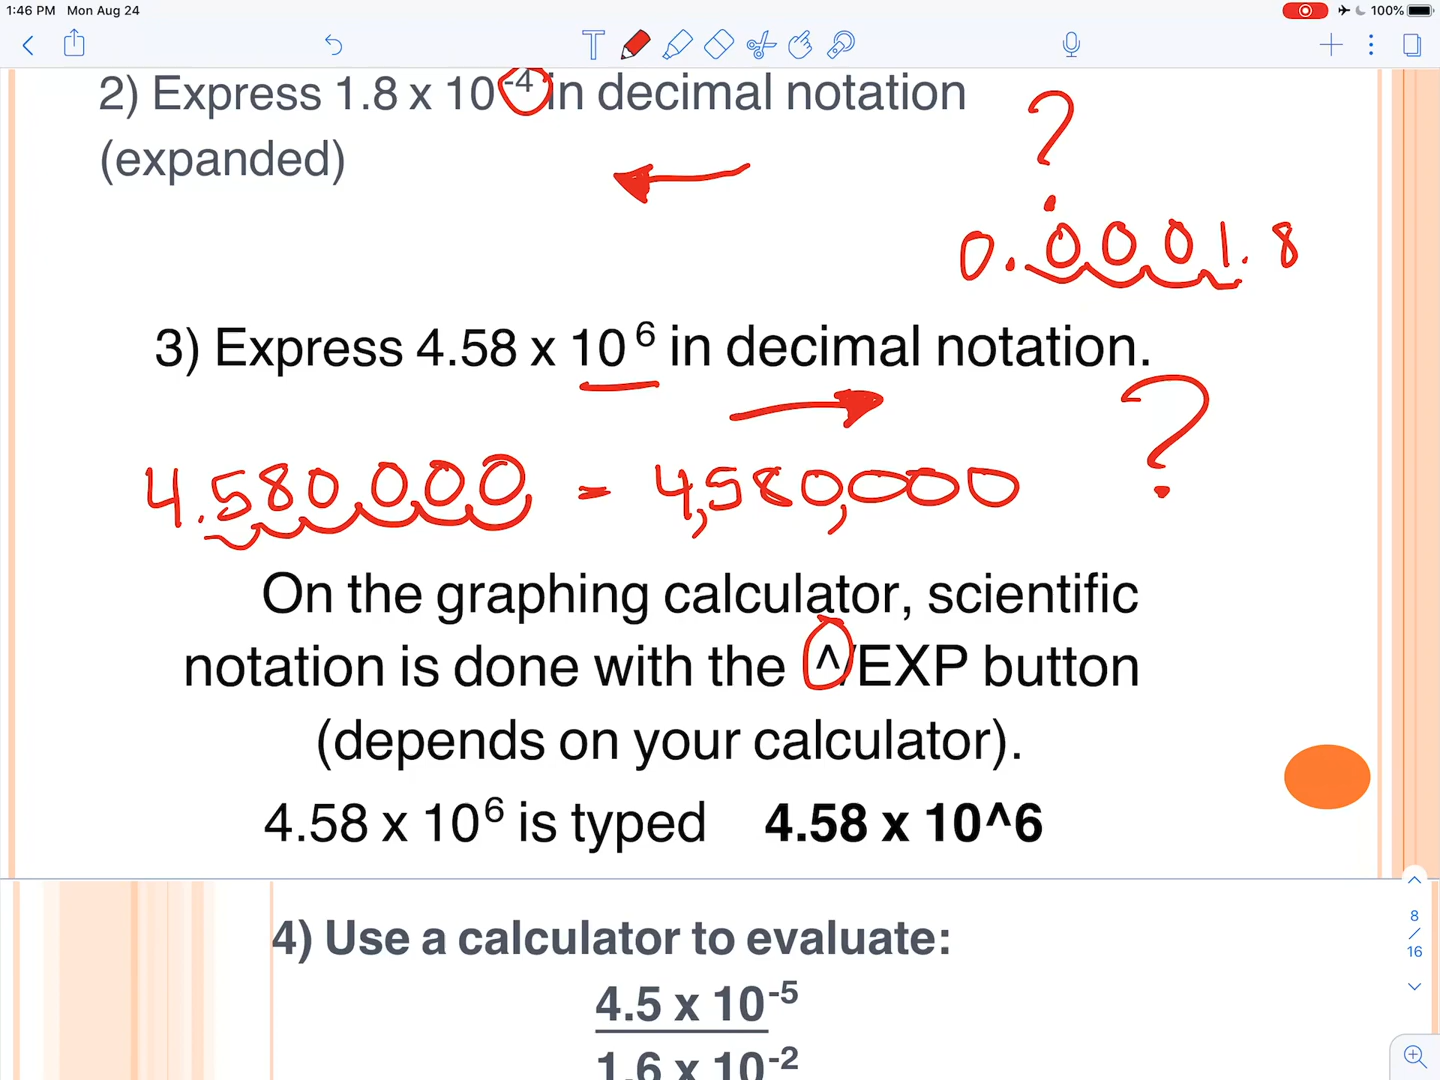 1:46 PM Mon Aug 24
100%
2) Express 1.8 x 10⁻⁴ in decimal notation
(expanded)
?
0.0001.8
3) Express 4.58 x 10⁶ in decimal notation.
?
4.580,000 = 4,580,000
On the graphing calculator, scientific
notation is done with the ^/EXP button
(depends on your calculator).
4.58 x 10⁶ is typed 4.58 x 10^6
8
/
16
4) Use a calculator to evaluate:
4.5 x 10⁻⁵
1.6 x 10⁻²